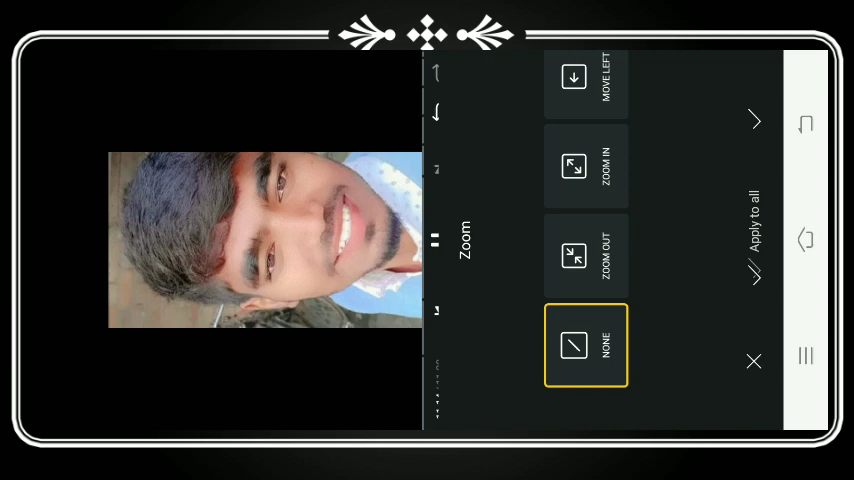 Zoom
NONE
ZOOM OUT
ZOOM IN
MOVE LEFT
Apply to all